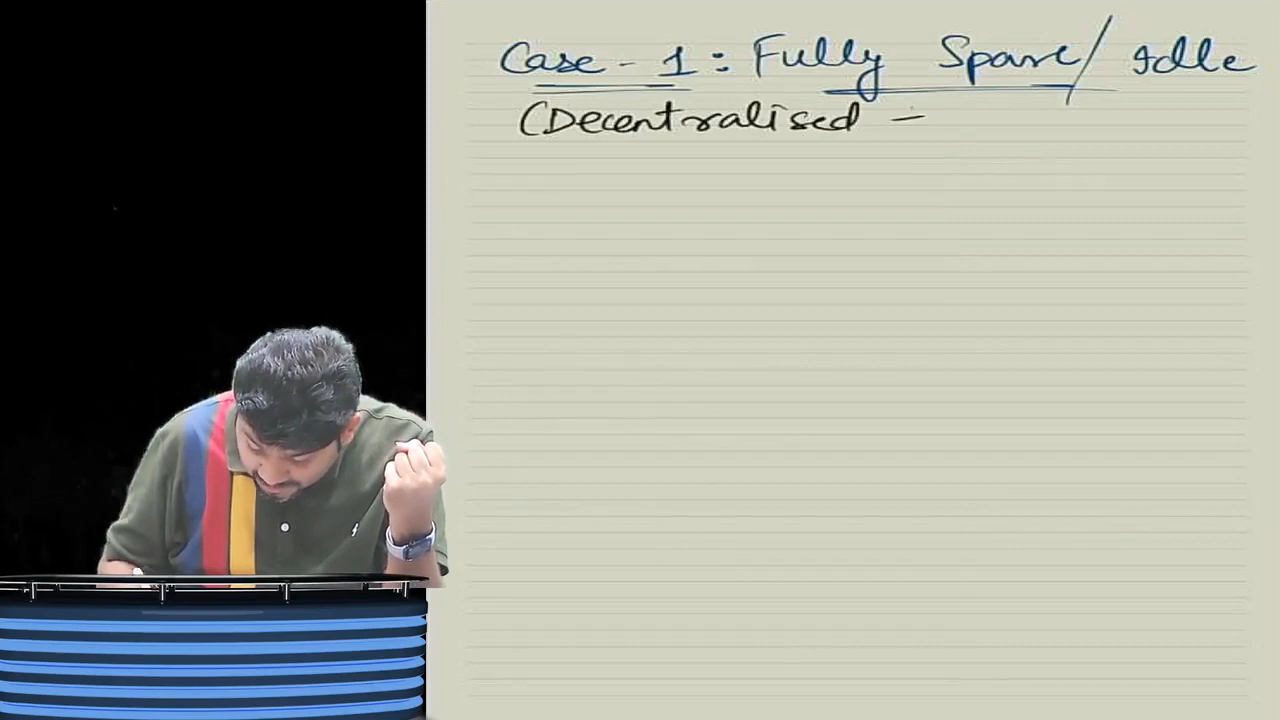 Case - 1 : Fully Spare / Idle
(Decentralised -